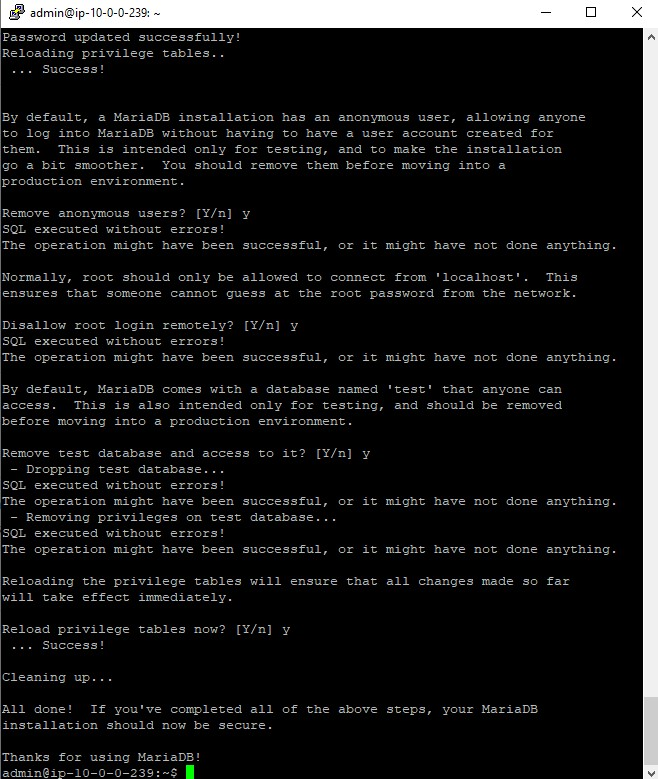 admin@ip-10-0-0-239: ~
Password updated successfully!
Reloading privilege tables..
 ... Success!
By default, a MariaDB installation has an anonymous user, allowing anyone
to log into MariaDB without having to have a user account created for
them.  This is intended only for testing, and to make the installation
go a bit smoother.  You should remove them before moving into a
production environment.
Remove anonymous users? [Y/n] y
SQL executed without errors!
The operation might have been successful, or it might have not done anything.
Normally, root should only be allowed to connect from 'localhost'.  This
ensures that someone cannot guess at the root password from the network.
Disallow root login remotely? [Y/n] y
SQL executed without errors!
The operation might have been successful, or it might have not done anything.
By default, MariaDB comes with a database named 'test' that anyone can
access.  This is also intended only for testing, and should be removed
before moving into a production environment.
Remove test database and access to it? [Y/n] y
 - Dropping test database...
SQL executed without errors!
The operation might have been successful, or it might have not done anything.
 - Removing privileges on test database...
SQL executed without errors!
The operation might have been successful, or it might have not done anything.
Reloading the privilege tables will ensure that all changes made so far
will take effect immediately.
Reload privilege tables now? [Y/n] y
 ... Success!
Cleaning up...
All done!  If you've completed all of the above steps, your MariaDB
installation should now be secure.
Thanks for using MariaDB!
admin@ip-10-0-0-239:~$